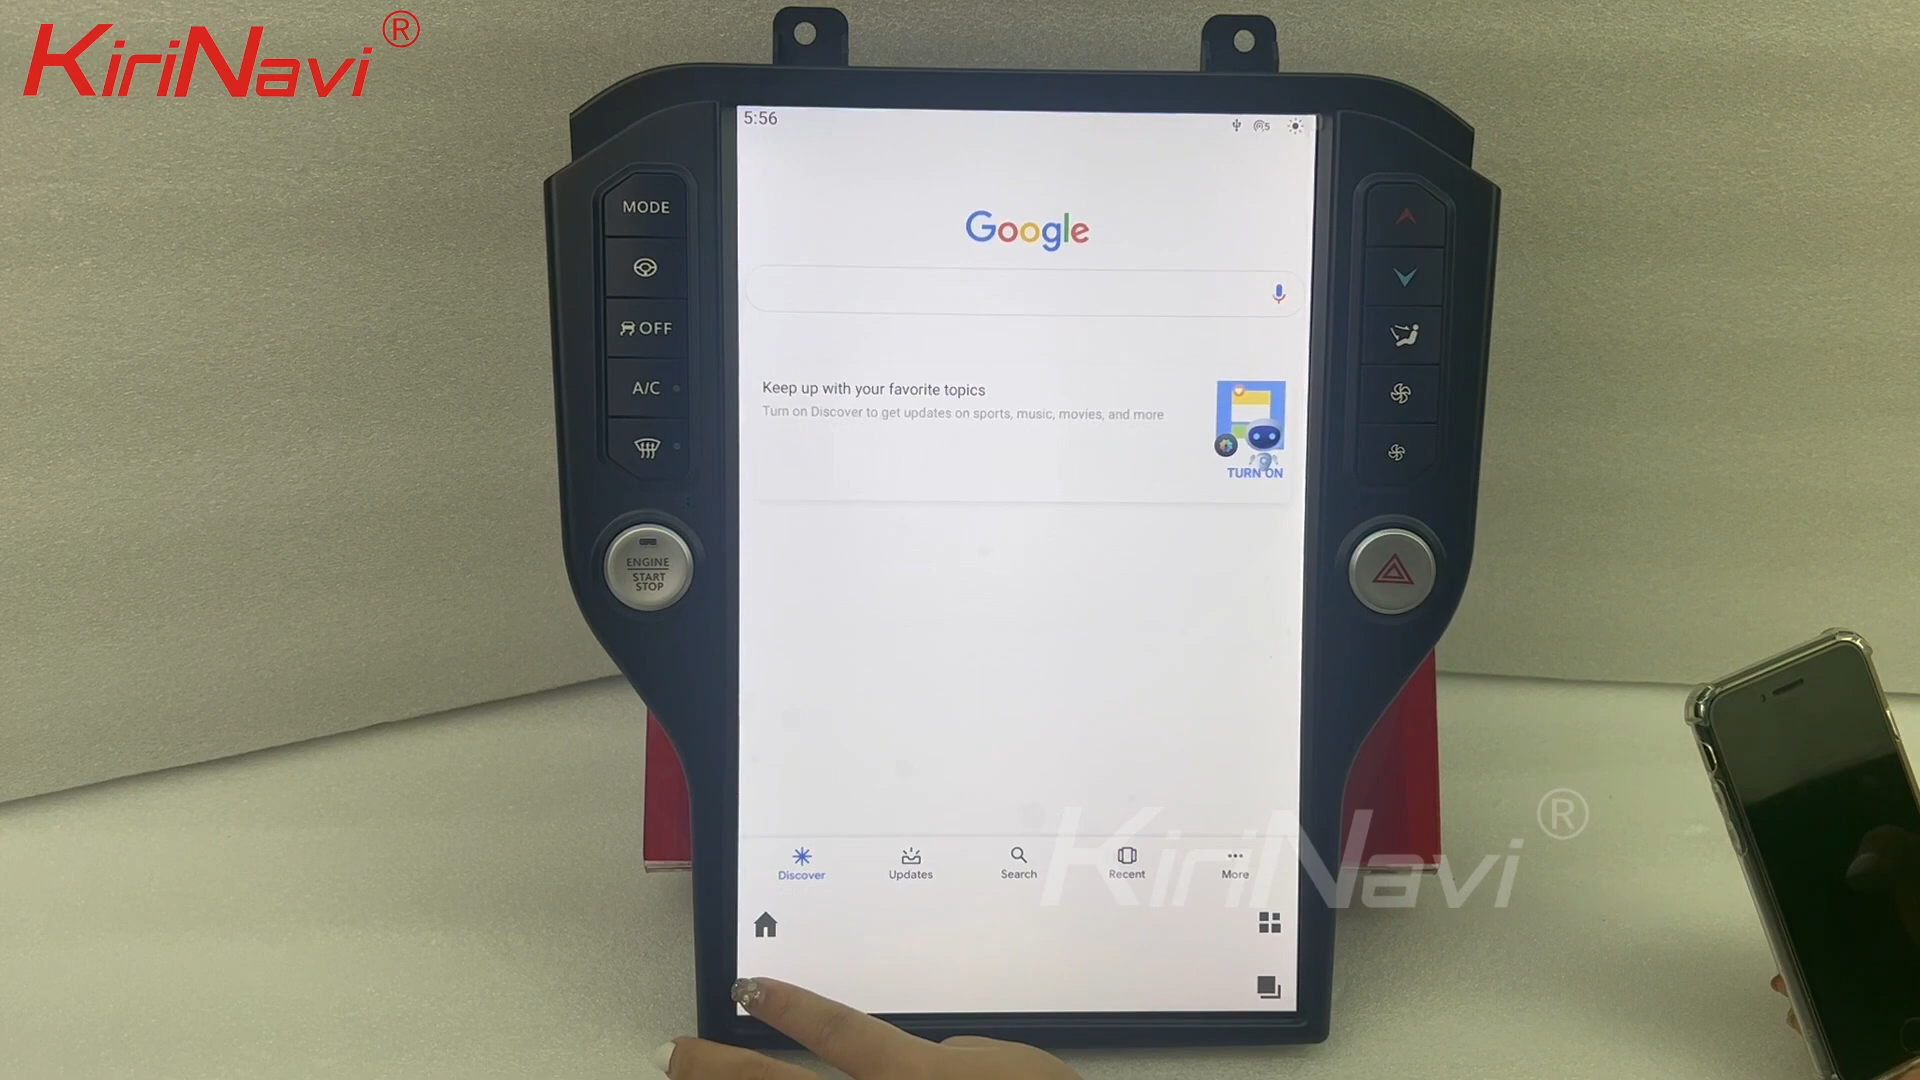 KiriNavi®
5:56
5
MODE
Google
OFF
Keep up with your favorite topics
Turn on Discover to get updates on sports, music, movies, and more
A/C
TURN ON
ENGINE
START
STOP
KiriNavi®
Discover
Updates
Search
Recent
More